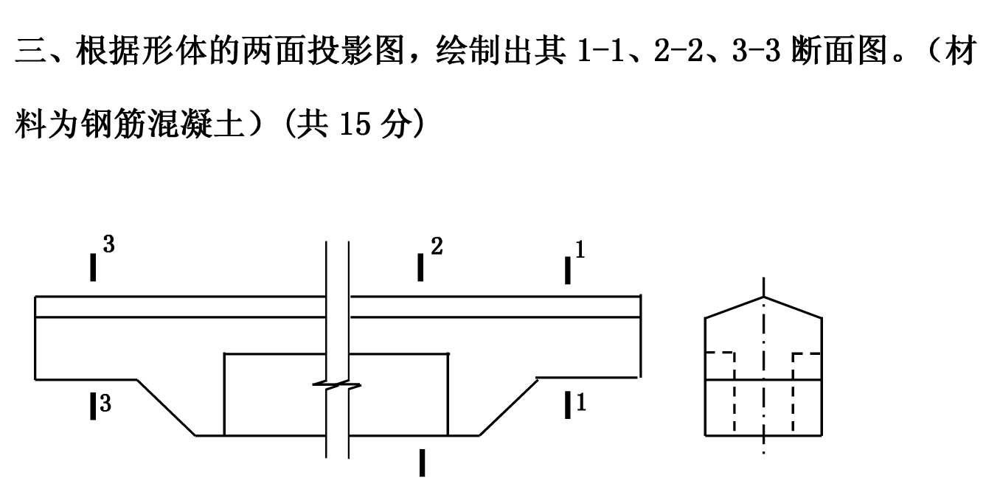 三、根据形体的两面投影图，绘制出其 1-1、2-2、3-3 断面图。（材
料为钢筋混凝土）(共 15 分)
3
2
1
3
1